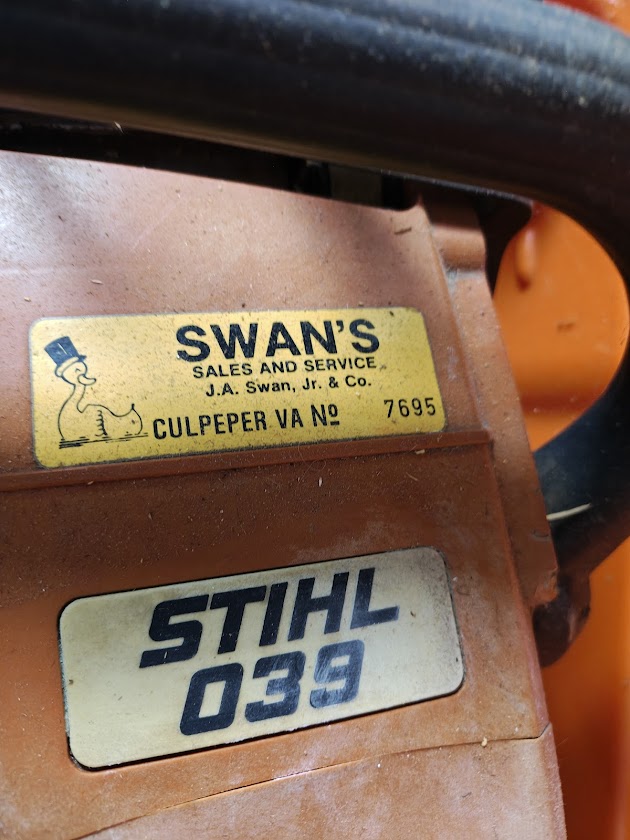 SWAN'S
SALES AND SERVICE
J.A. Swan, Jr. & Co.
CULPEPER VA Nº 7695
STIHL
039